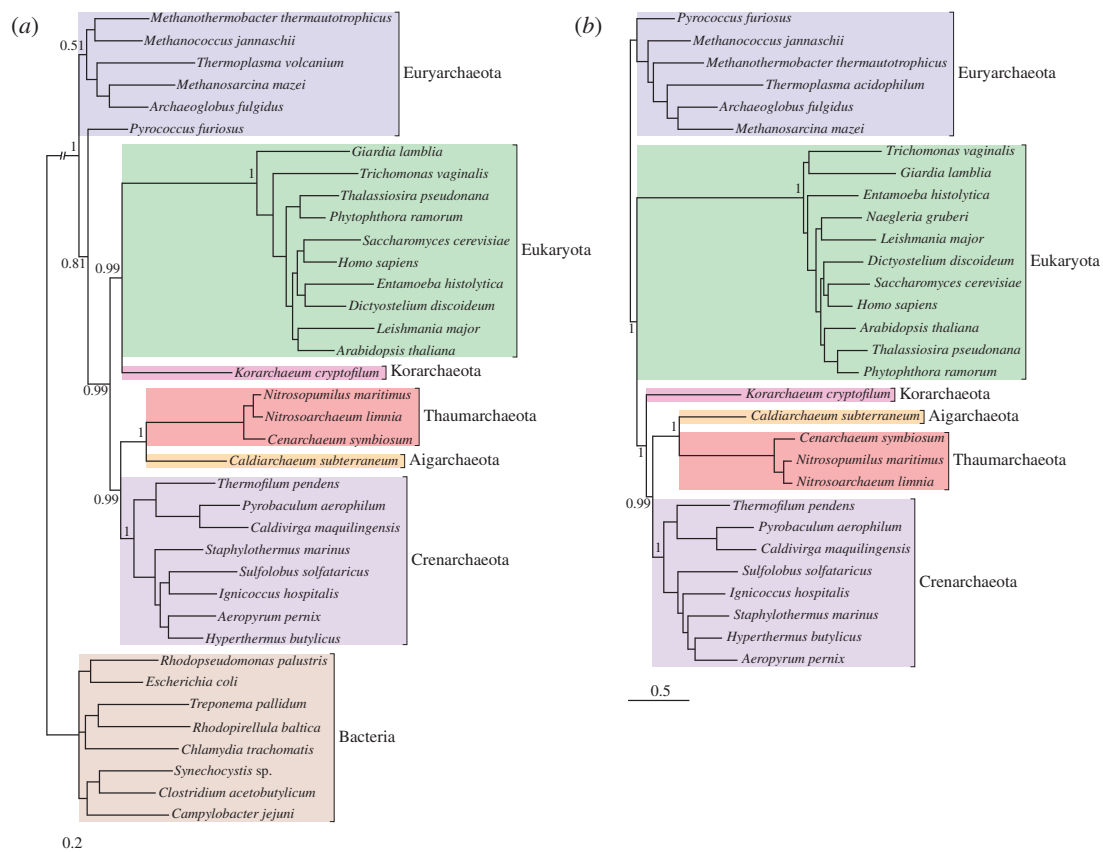 (a)
Methanothermobacter thermautotrophicus
0.51
Methanococcus jannaschii
Thermoplasma volcanium
Euryarchaeota
Methanosarcina mazei
Archaeoglobus fulgidus
Pyrococcus furiosus
1
Giardia lamblia
1
Trichomonas vaginalis
Thalassiosira pseudonana
Phytophthora ramorum
Saccharomyces cerevisiae
Eukaryota
0.81
0.99
Homo sapiens
Entamoeba histolytica
Dictyostelium discoideum
Leishmania major
Arabidopsis thaliana
Korarchaeum cryptofilum
Korarchaeota
0.99
Nitrosopumilus maritimus
Nitrosoarchaeum limnia
Thaumarchaeota
1
Cenarchaeum symbiosum
Caldiarchaeum subterraneum
Aigarchaeota
0.99
Thermofilum pendens
Pyrobaculum aerophilum
1
Caldivirga maquilingensis
Staphylothermus marinus
Crenarchaeota
Sulfolobus solfataricus
Ignicoccus hospitalis
Aeropyrum pernix
Hyperthermus butylicus
Rhodopseudomonas palustris
Escherichia coli
Treponema pallidum
Rhodopirellula baltica
Bacteria
Chlamydia trachomatis
Synechocystis sp.
Clostridium acetobutylicum
Campylobacter jejuni
0.2
(b)
Pyrococcus furiosus
Methanococcus jannaschii
Methanothermobacter thermautotrophicus
Euryarchaeota
Thermoplasma acidophilum
Archaeoglobus fulgidus
Methanosarcina mazei
Trichomonas vaginalis
Giardia lamblia
1
Entamoeba histolytica
Naegleria gruberi
Leishmania major
Eukaryota
Dictyostelium discoideum
Saccharomyces cerevisiae
Homo sapiens
1
Arabidopsis thaliana
Thalassiosira pseudonana
Phytophthora ramorum
Korarchaeum cryptofilum
Korarchaeota
Caldiarchaeum subterraneum
Aigarchaeota
1
Cenarchaeum symbiosum
1
Nitrosopumilus maritimus
Thaumarchaeota
Nitrosoarchaeum limnia
0.99
Thermofilum pendens
Pyrobaculum aerophilum
1
Caldivirga maquilingensis
Sulfolobus solfataricus
Crenarchaeota
Ignicoccus hospitalis
Staphylothermus marinus
Hyperthermus butylicus
Aeropyrum pernix
0.5